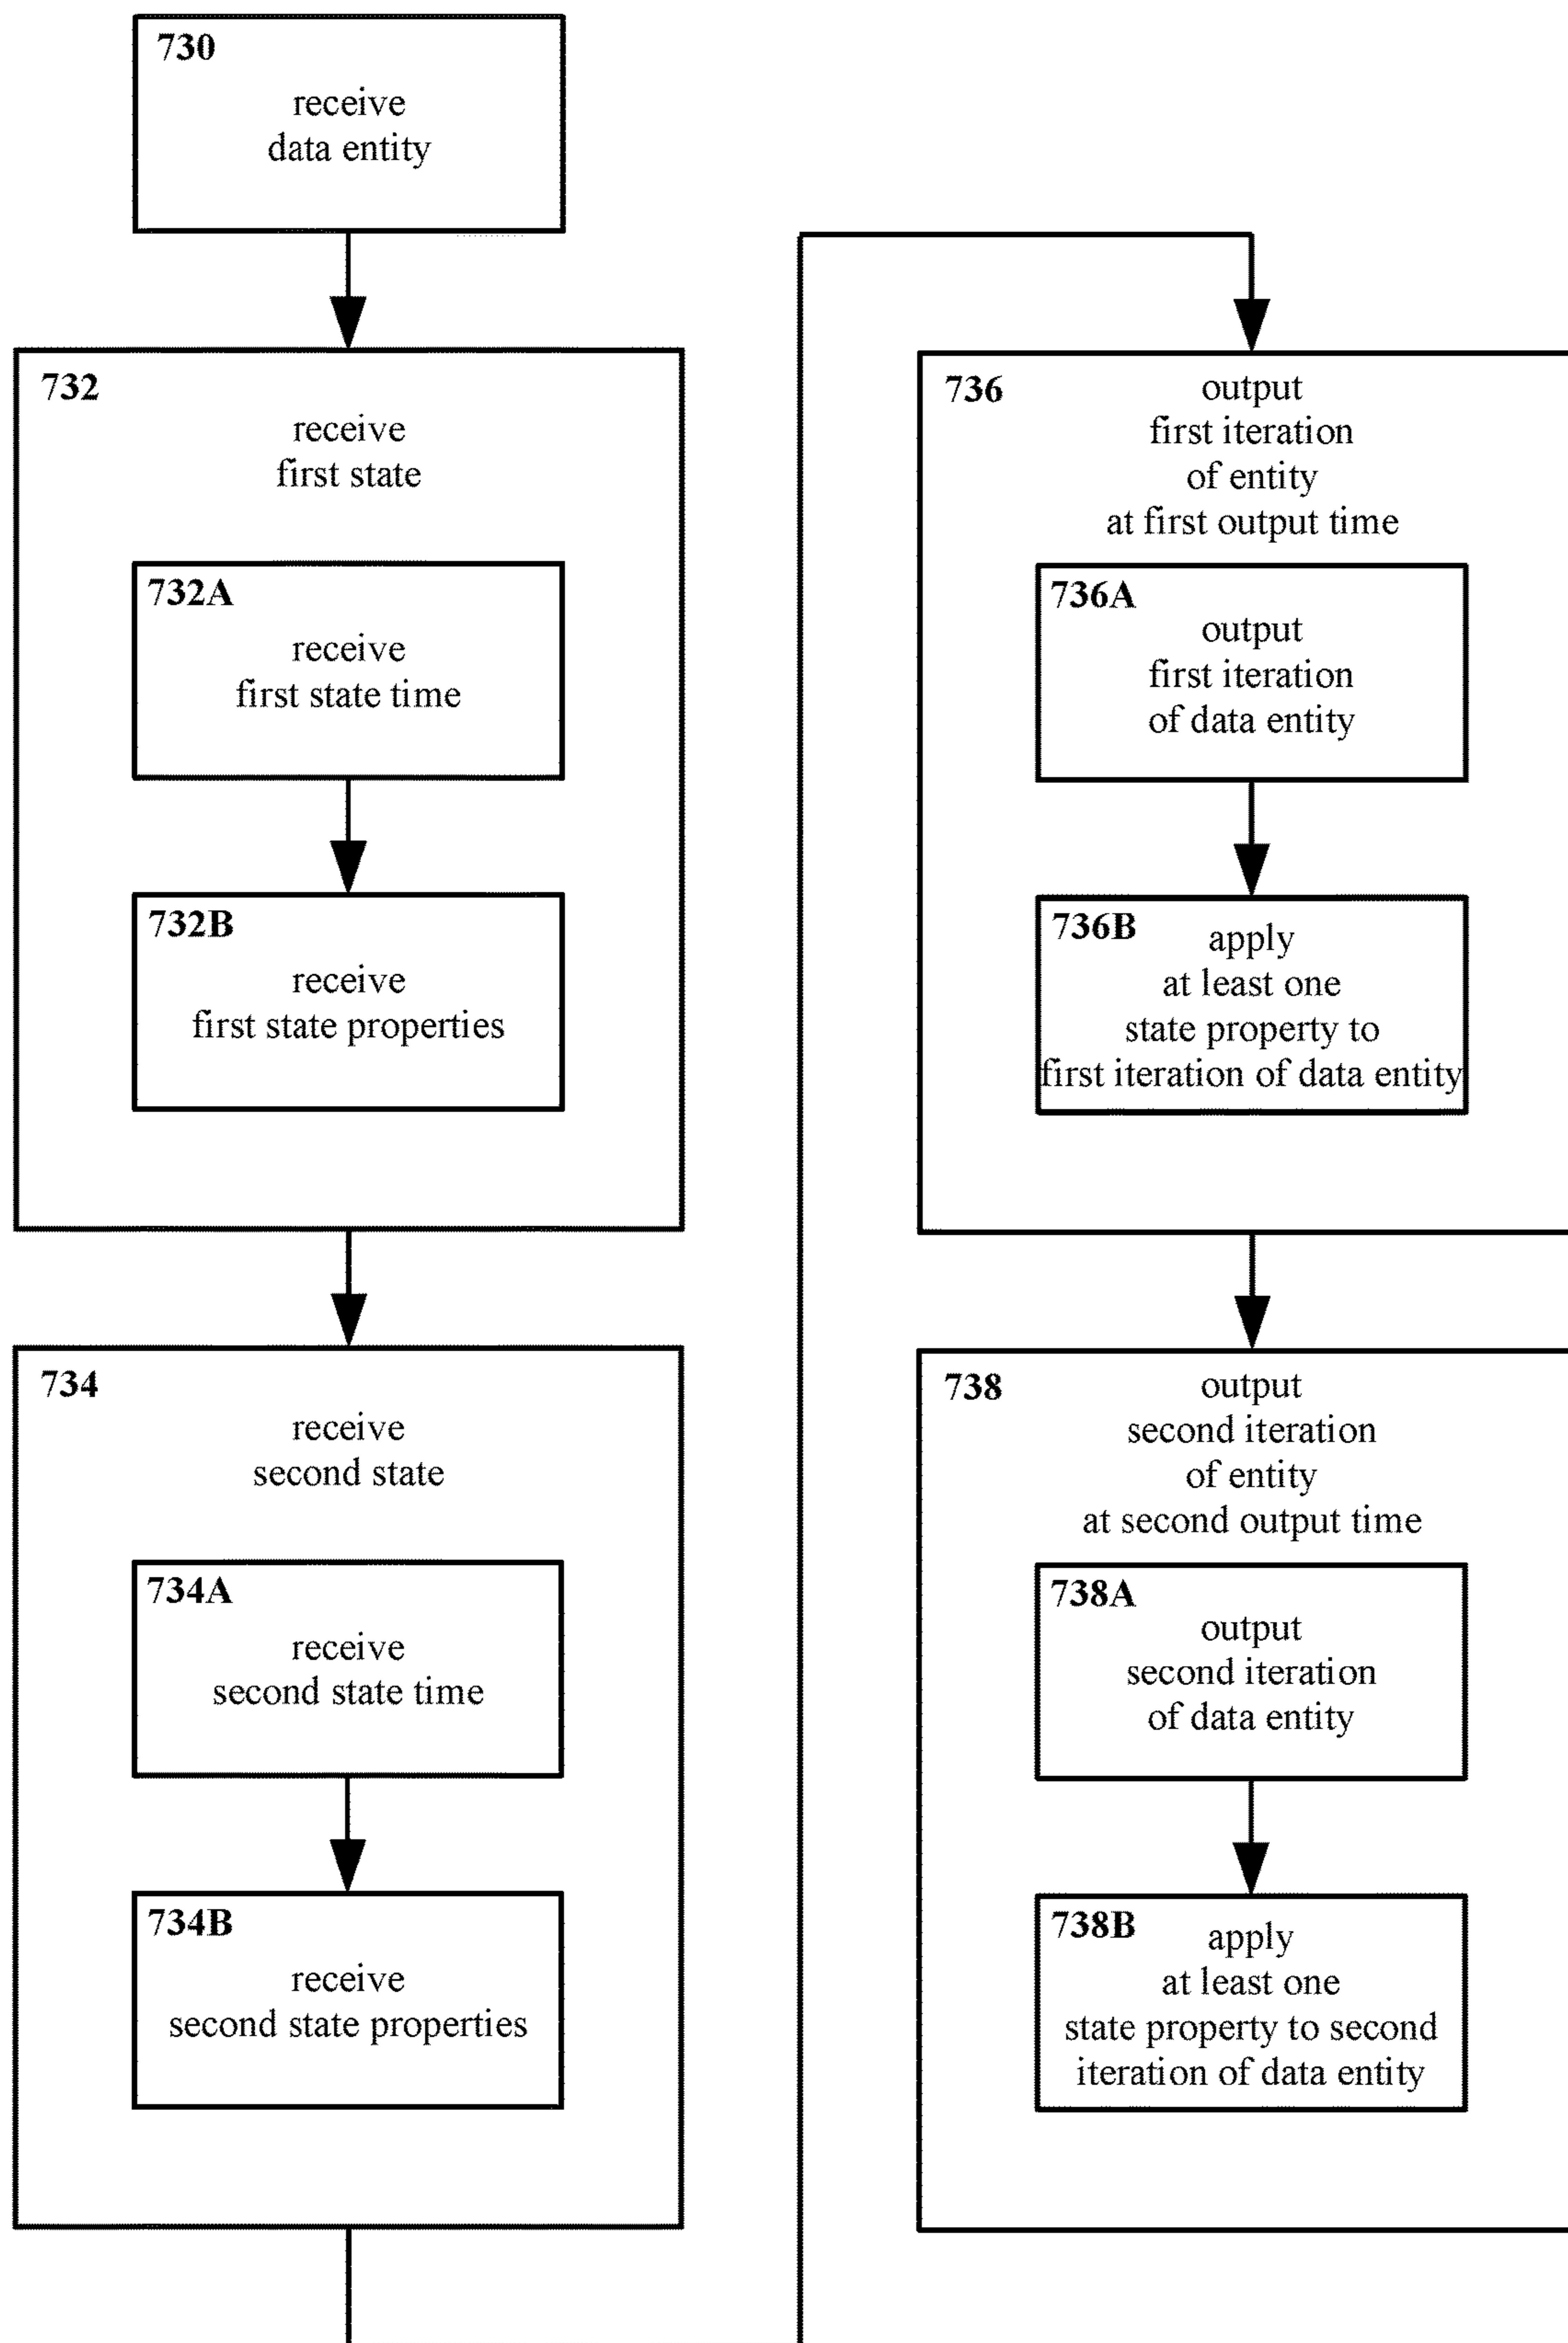 730
receive
data entity
732
receive
first state
732A
receive
first state time
732B
receive
first state properties
734
receive
second state
734A
receive
second state time
734B
receive
second state properties
736
output
first iteration
of entity
at first output time
736A
output
first iteration
of data entity
736B
apply
at least one
state property to
first iteration of data entity
738
output
second iteration
of entity
at second output time
738A
output
second iteration
of data entity
738B
apply
at least one
state property to second
iteration of data entity